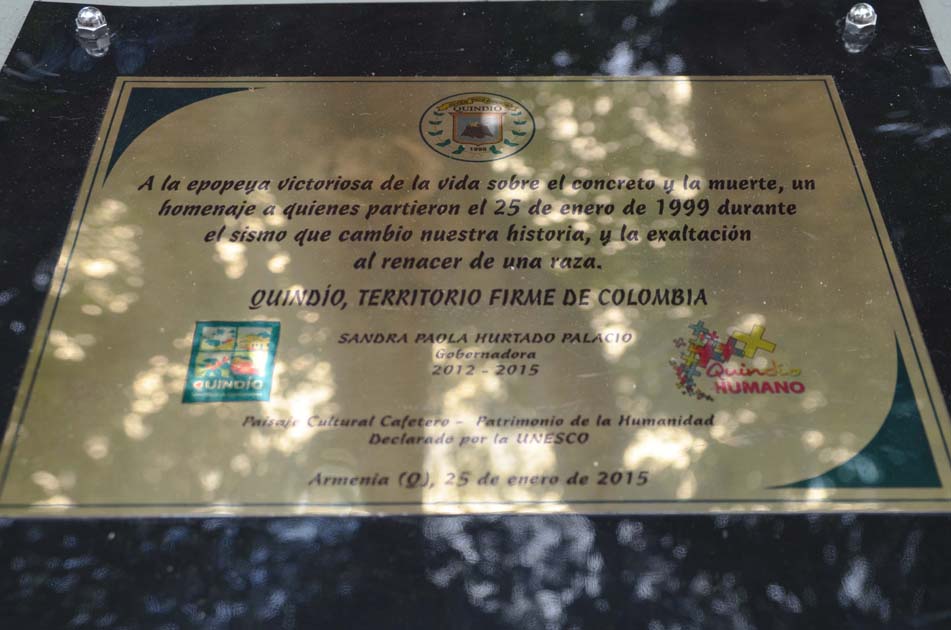 QUINDIO
A la epopeya victoriosa de la vida sobre el concreto y la muerte, un
homenaje a quienes partieron el 25 de enero de 1999 durante
el sismo que cambio nuestra historia, y la exaltación
al renacer de una raza.
QUINDÍO, TERRITORIO FIRME DE COLOMBIA
SANDRA PAOLA HURTADO PALACIO
Gobernadora
2012 - 2015
QUINDÍO
Quindío
HUMANO
Paisaje Cultural Cafetero - Patrimonio de la Humanidad
Declarado por la UNESCO
Armenia (Q), 25 de enero de 2015